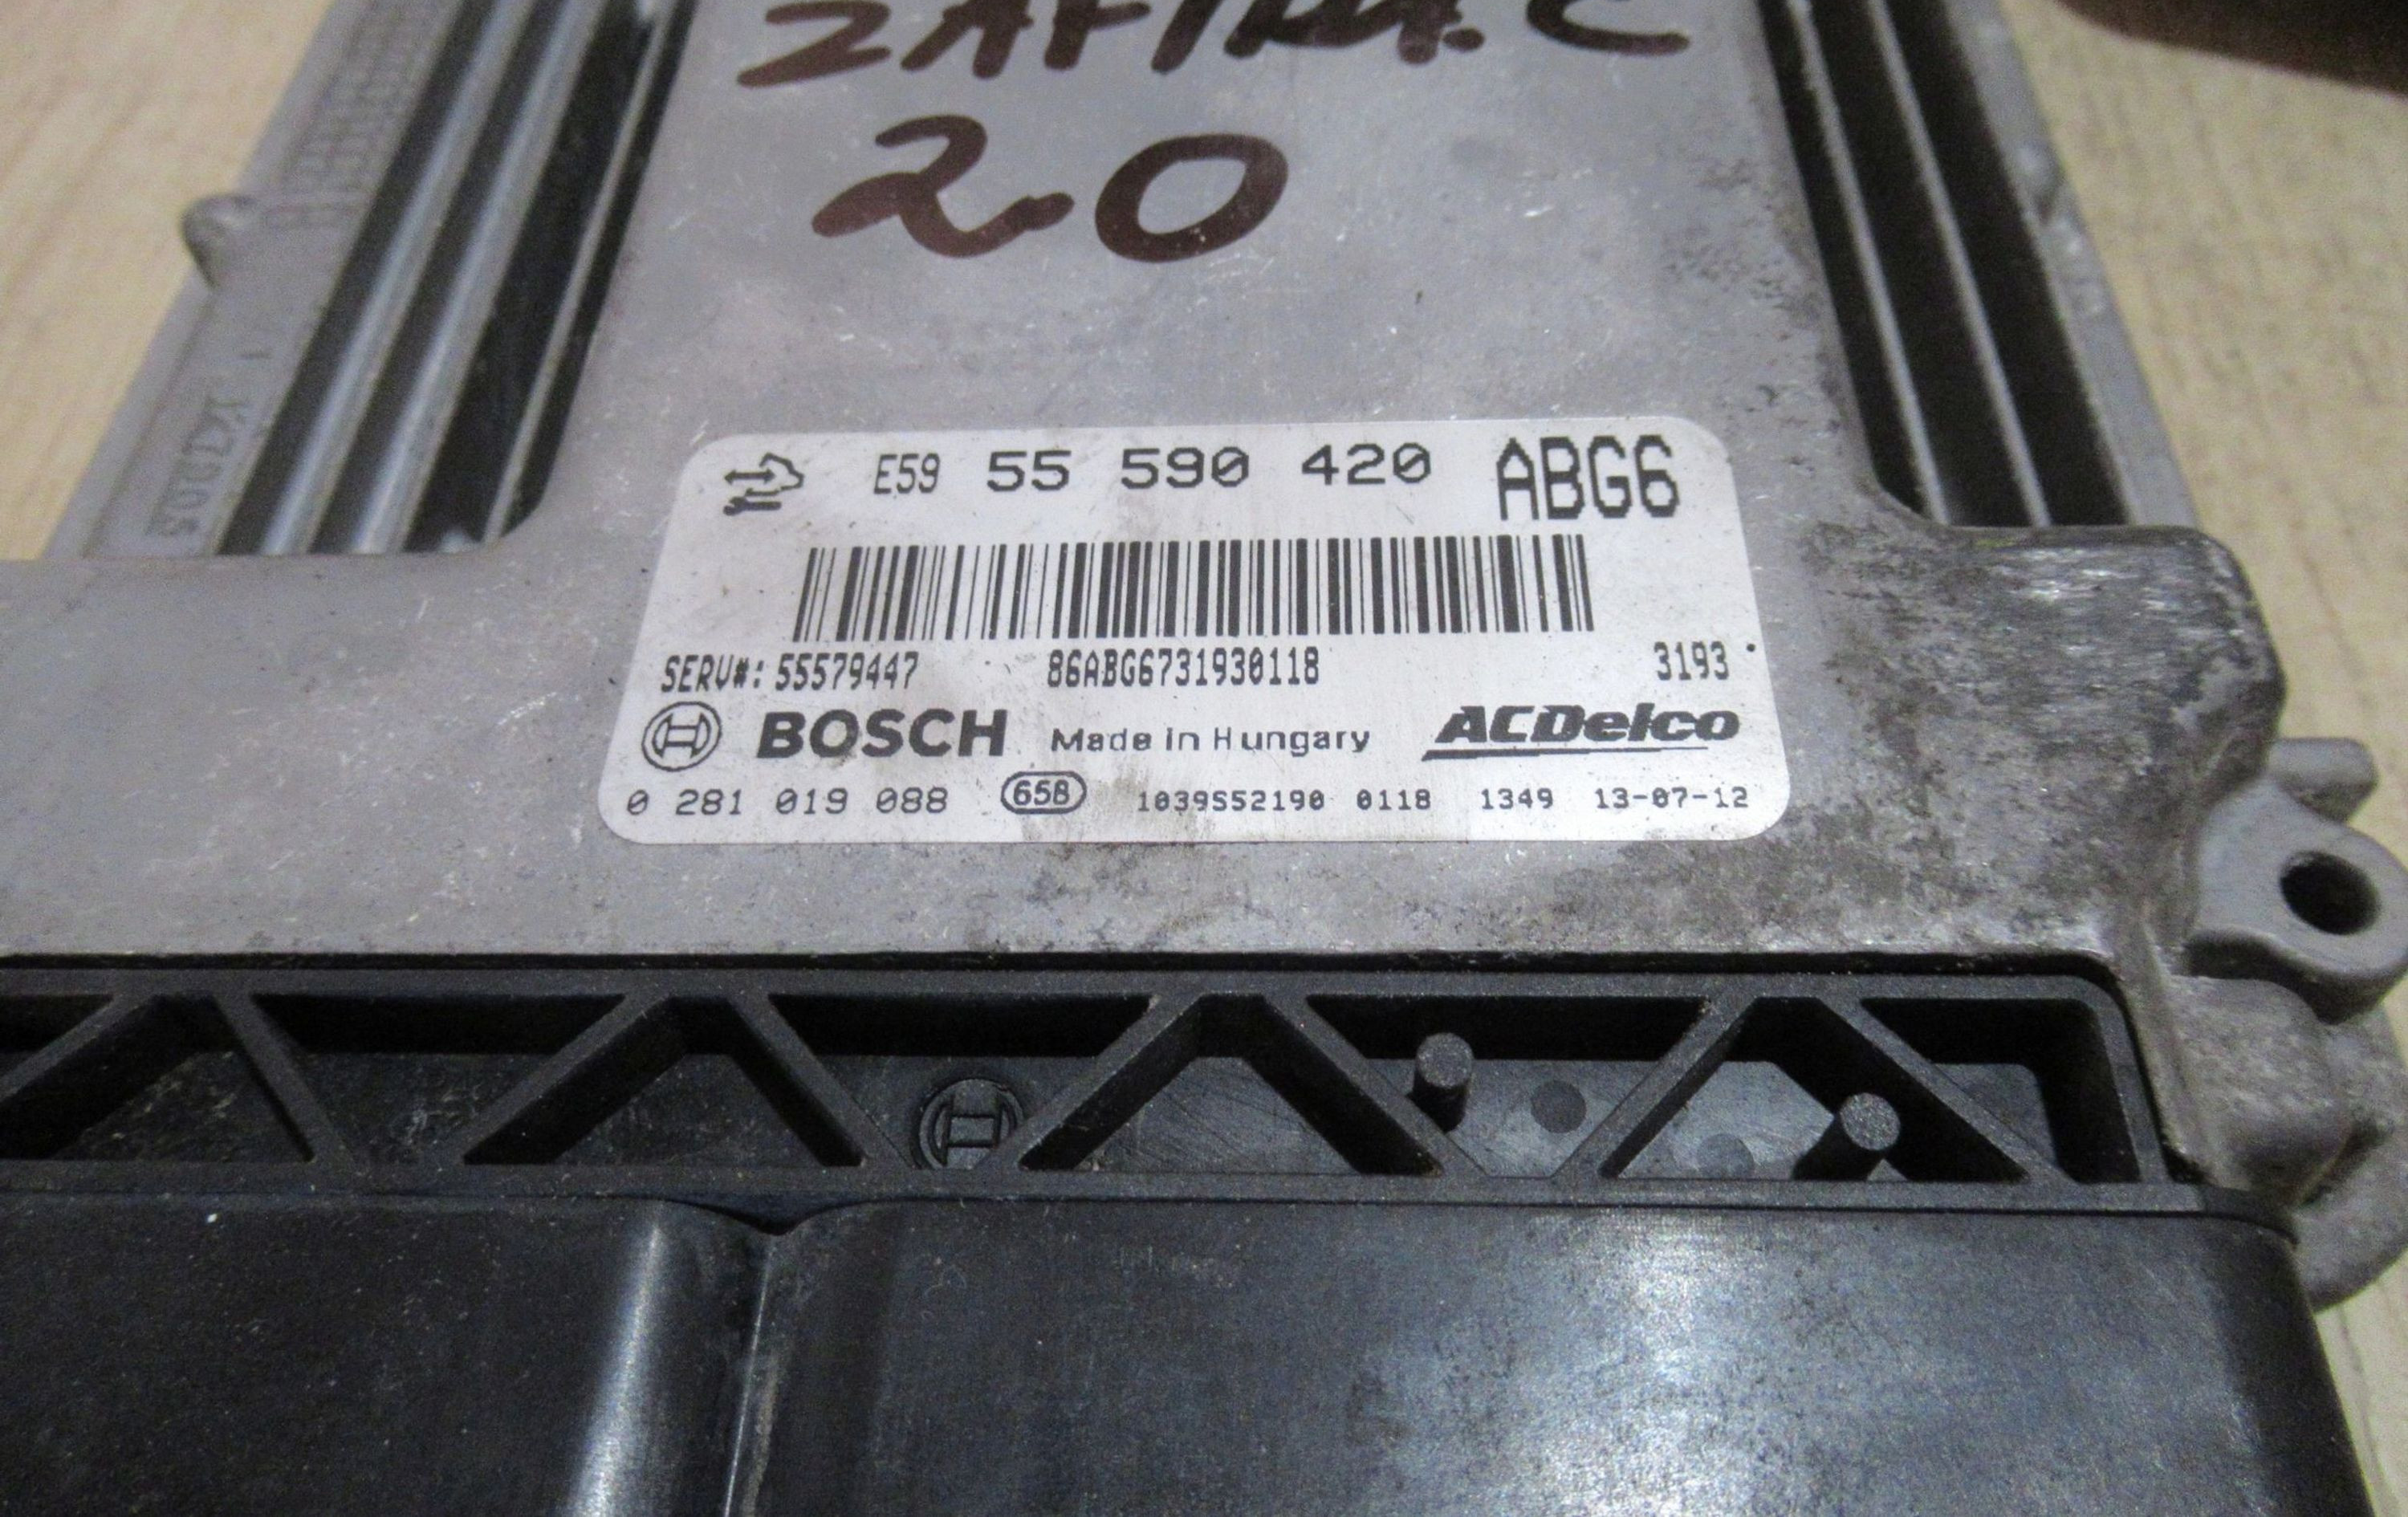 ZAFIRA.C
2.0
E59 55 590 420 ABG6
SERV#: 55579447 86ABG6731930118 3193
BOSCH Made in Hungary ACDelco
0 281 019 088 658 1039S52190 0118 1349 13-07-12